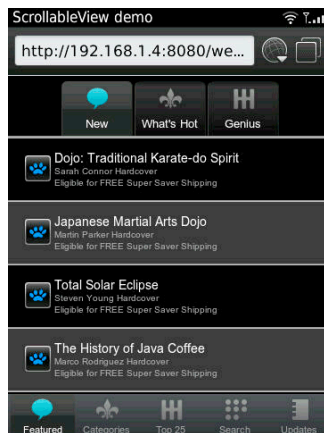 ScrollableView demo
http://192.168.1.4:8080/we...
New What's Hot Genius
Dojo: Traditional Karate-do Spirit
Sarah Connor Hardcover
Eligible for FREE Super Saver Shipping
Japanese Martial Arts Dojo
Martin Parker Hardcover
Eligible for FREE Super Saver Shipping
Total Solar Eclipse
Steven Young Hardcover
Eligible for FREE Super Saver Shipping
The History of Java Coffee
Marco Rodriguez Hardcover
Eligible for FREE Super Saver Shipping
Featured Categories Top 25 Search Updates